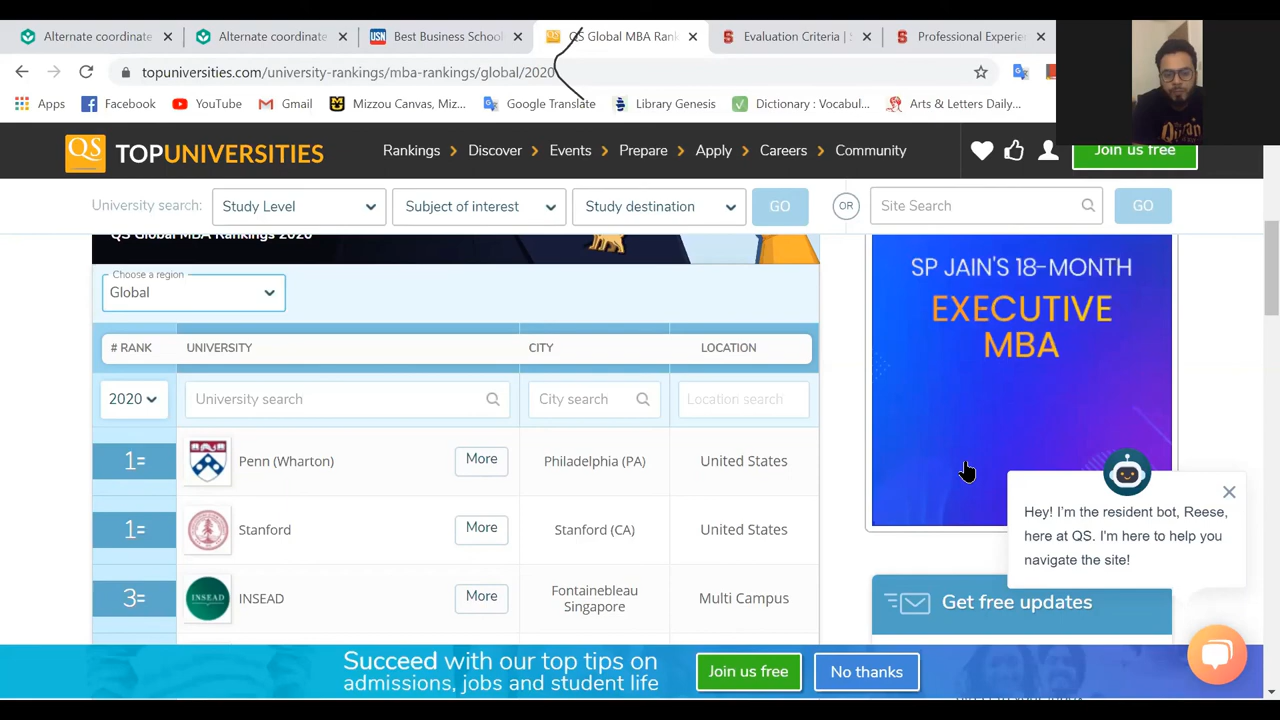 Alternate coordinate
Alternate coordinate
USN Best Business School
QS QS Global MBA Rank
Evaluation Criteria | S
Professional Experie
topuniversities.com/university-rankings/mba-rankings/global/2020
Apps Facebook YouTube Gmail Mizzou Canvas, Miz... Google Translate Library Genesis Dictionary : Vocabul... Arts & Letters Daily...
QS TOPUNIVERSITIES
Rankings Discover Events Prepare Apply Careers Community
Join us free
University search: Study Level Subject of interest Study destination GO OR Site Search GO
QS Global MBA Rankings 2020
Choose a region
Global
# RANK UNIVERSITY CITY LOCATION
2020 University search City search Location search
1= Penn (Wharton) More Philadelphia (PA) United States
1= Stanford More Stanford (CA) United States
3= INSEAD INSEAD More Fontainebleau
Singapore Multi Campus
SP JAIN'S 18-MONTH
EXECUTIVE
MBA
Hey! I'm the resident bot, Reese,
here at QS. I'm here to help you
navigate the site!
Get free updates
Succeed with our top tips on
admissions, jobs and student life
Join us free No thanks